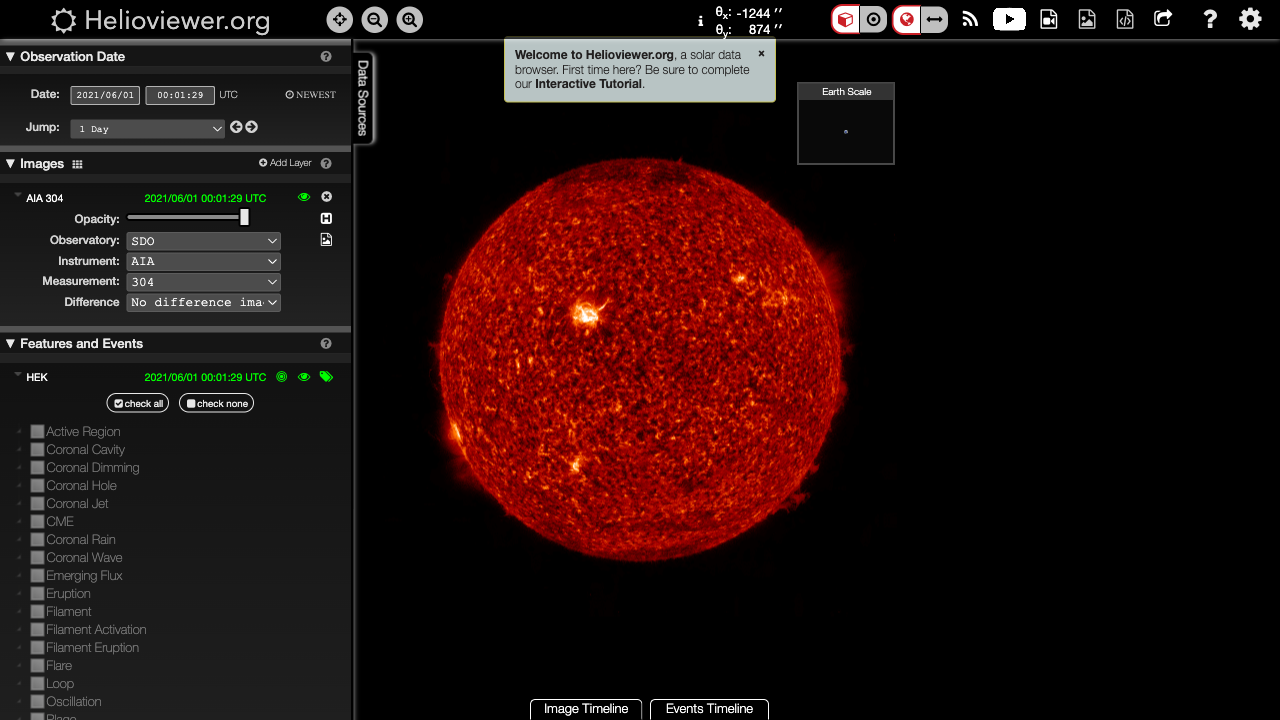 Helioviewer.org
θx: -1244 ″
θy: 874 ″
Observation Date
Date: 2021/06/01 00:01:29 UTC NEWEST
Jump: 1 Day
Images Add Layer
AIA 304 2021/06/01 00:01:29 UTC
Opacity:
Observatory: SDO
Instrument: AIA
Measurement: 304
Difference No difference ima
Features and Events
HEK 2021/06/01 00:01:29 UTC
check all check none
Active Region
Coronal Cavity
Coronal Dimming
Coronal Hole
Coronal Jet
CME
Coronal Rain
Coronal Wave
Emerging Flux
Eruption
Filament
Filament Activation
Filament Eruption
Flare
Loop
Oscillation
Plage
Data Sources
Welcome to Helioviewer.org, a solar data
browser. First time here? Be sure to complete
our Interactive Tutorial.
Earth Scale
Image Timeline Events Timeline